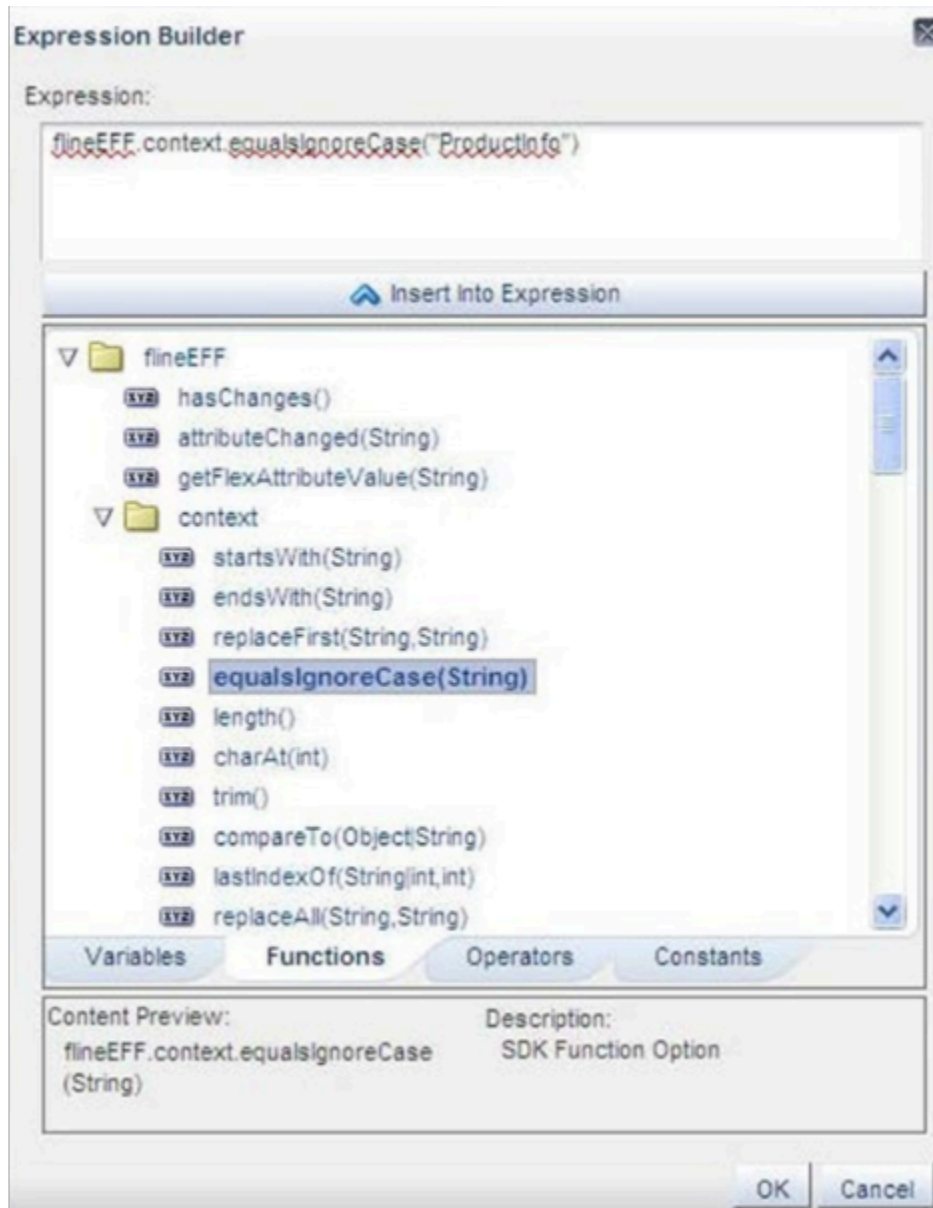 Expression Builder
Expression:
flineEFF.context.equalsIgnoreCase("ProductInfo")
Insert Into Expression
flineEFF
hasChanges()
attributeChanged(String)
getFlexAttributeValue(String)
context
startsWith(String)
endsWith(String)
replaceFirst(String,String)
equalsIgnoreCase(String)
length()
charAt(int)
trim()
compareTo(Object|String)
lastIndexOf(String|int,int)
replaceAll(String,String)
Variables Functions Operators Constants
Content Preview: Description:
flineEFF.context.equalsIgnoreCase SDK Function Option
(String)
OK Cancel